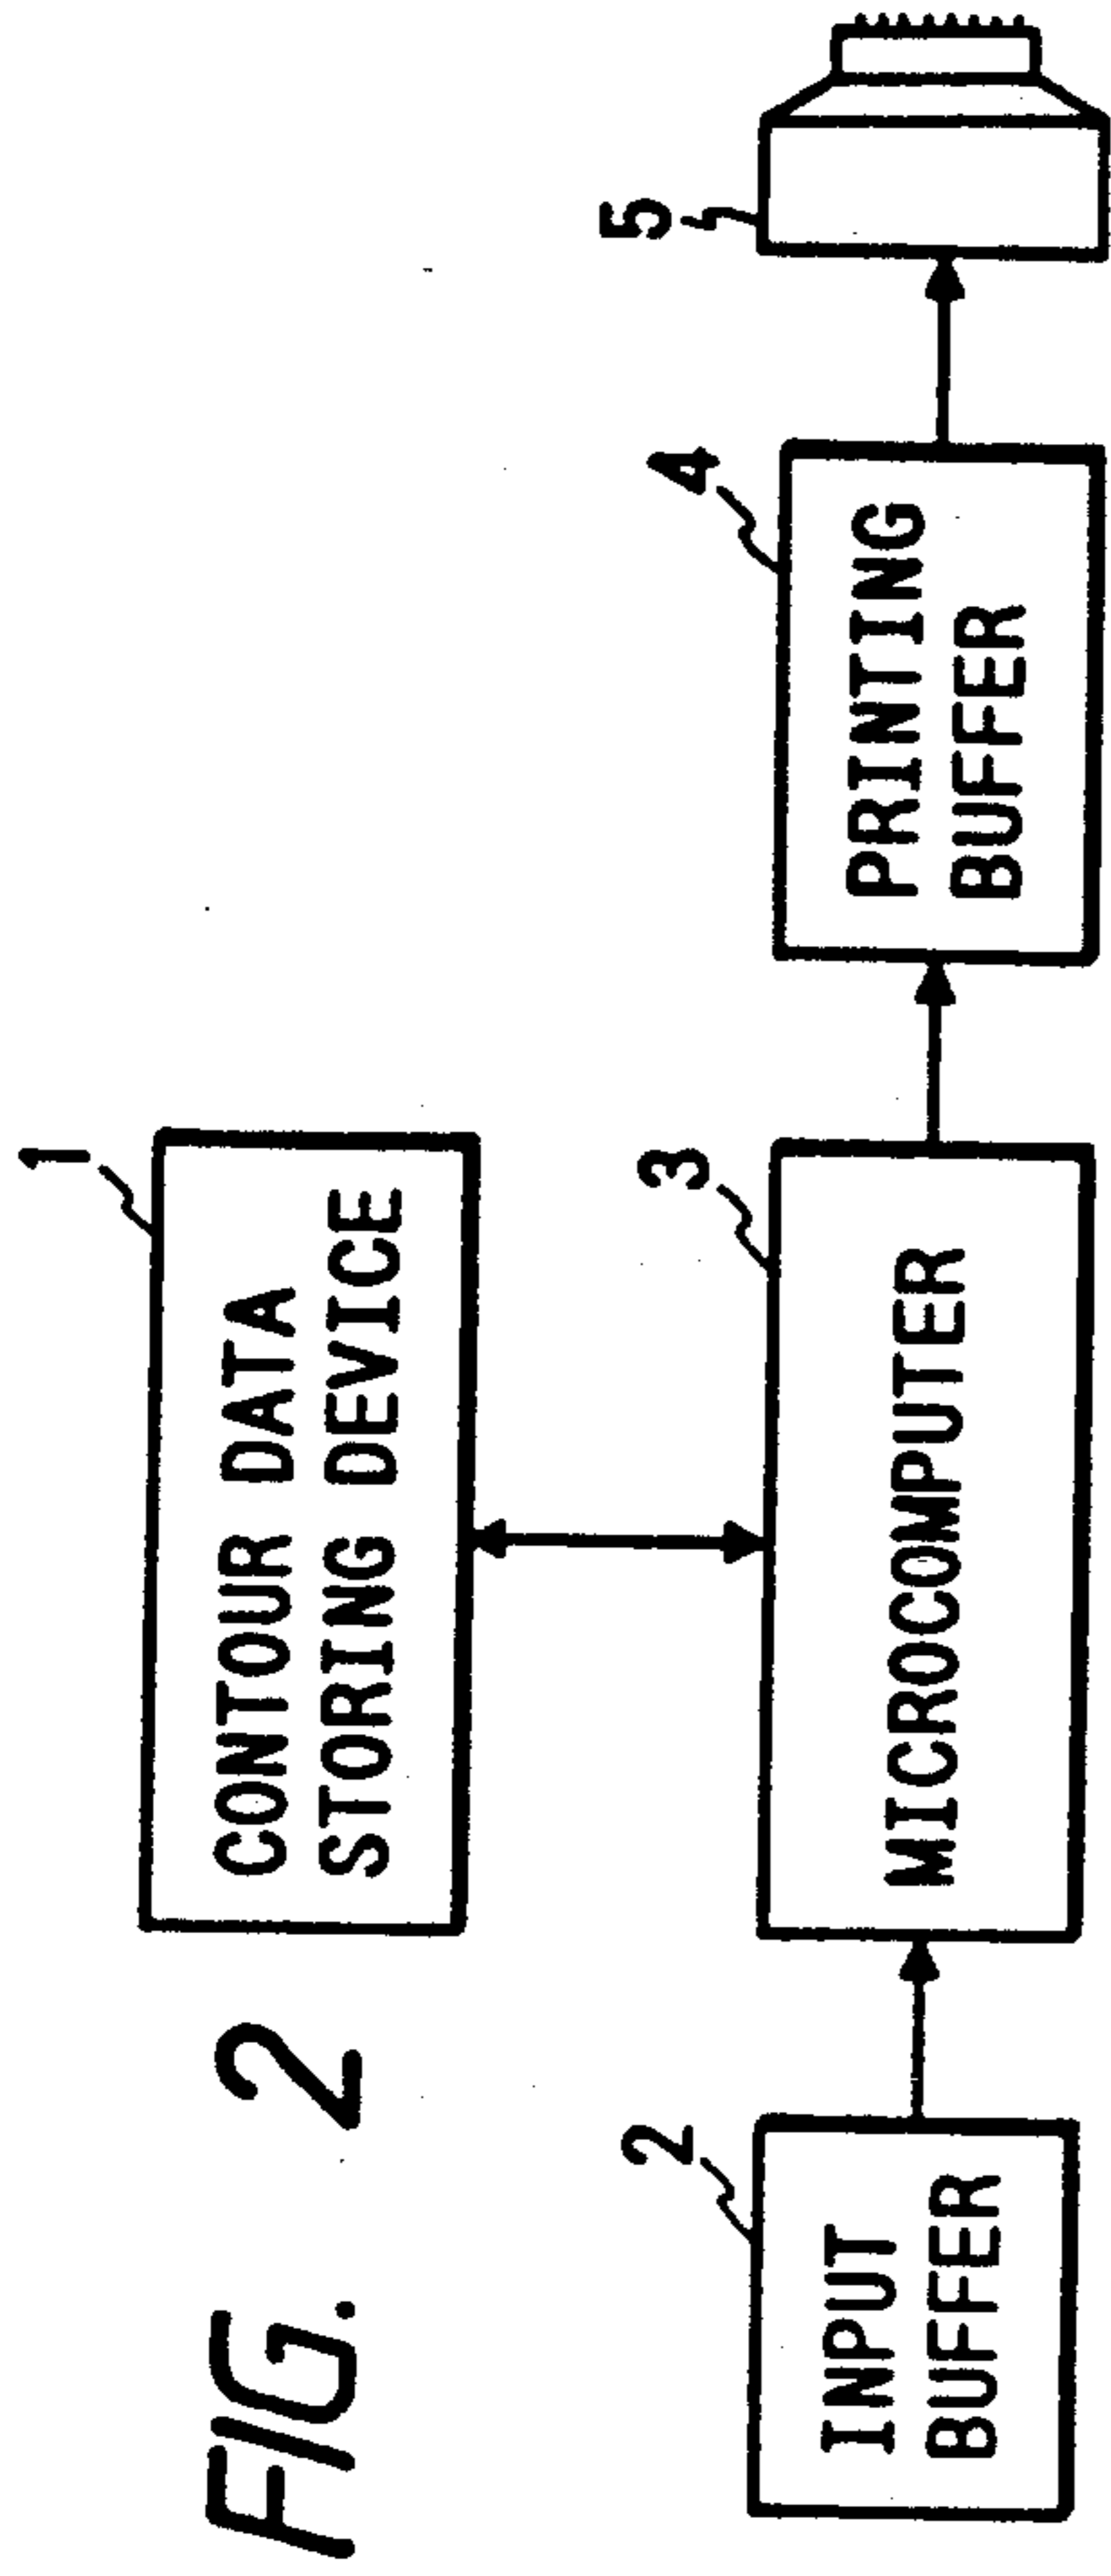 FIG. 2
1
CONTOUR DATA
STORING DEVICE
2
INPUT
BUFFER
3
MICROCOMPUTER
4
PRINTING
BUFFER
5